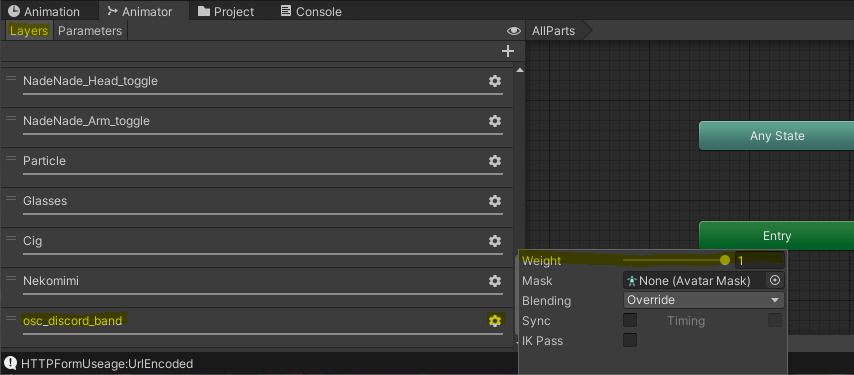 Animation Animator Project Console
Layers Parameters
AllParts
NadeNade_Head_toggle
NadeNade_Arm_toggle
Particle
Glasses
Cig
Nekomimi
osc_discord_band
Any State
Entry
Weight 1
Mask None (Avatar Mask)
Blending Override
Sync Timing
IK Pass
HTTPFormUseage:UrlEncoded